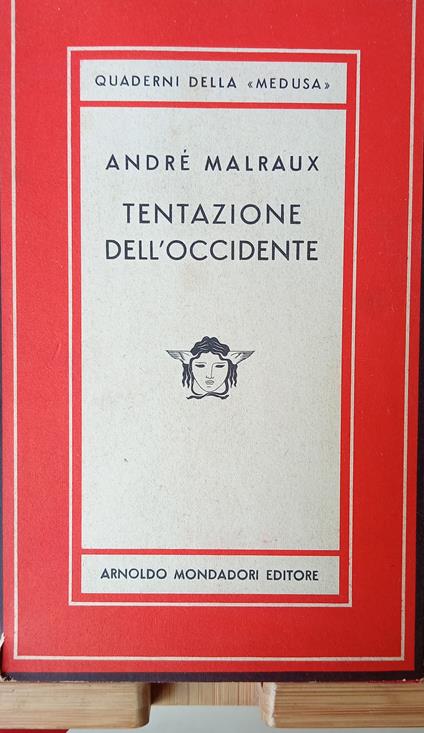 QUADERNI DELLA «MEDUSA»
ANDRÉ MALRAUX
TENTAZIONE
DELL'OCCIDENTE
ARNOLDO MONDADORI EDITORE